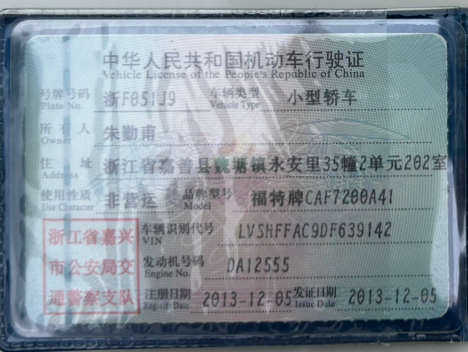 中华人民共和国机动车行驶证
Vehicle License of the People's Republic of China
号牌号码 浙F051J9 车辆类型 小型轿车
Plate No. Vehicle Type
所有人 朱勤甫
Owner
住址 浙江省嘉善县魏塘镇永安里35幢2单元202室
Address
使用性质 非营运 品牌型号 福特牌CAF7200A41
Use Character Model
浙江省嘉兴
市公安局交
通警察支队
车辆识别代号 LVSHFFAC9DF639142
VIN
发动机号码 DA12555
Engine No.
注册日期 2013-12-05 发证日期 2013-12-05
Register Date Issue Date